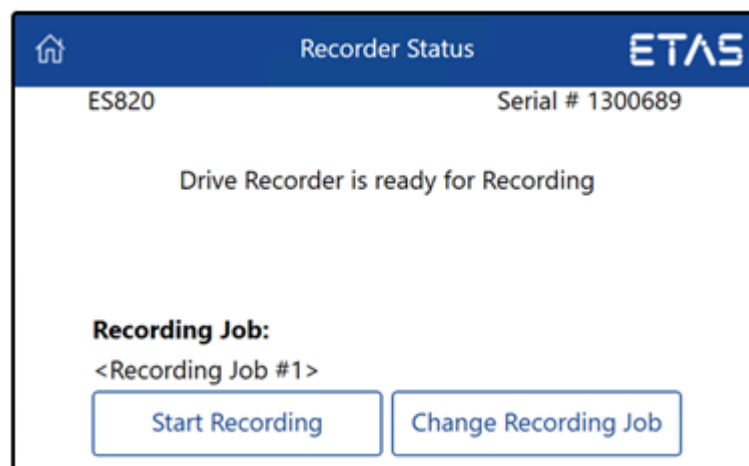 Recorder Status ETAS
ES820 Serial # 1300689
Drive Recorder is ready for Recording
Recording Job:
<Recording Job #1>
Start Recording Change Recording Job